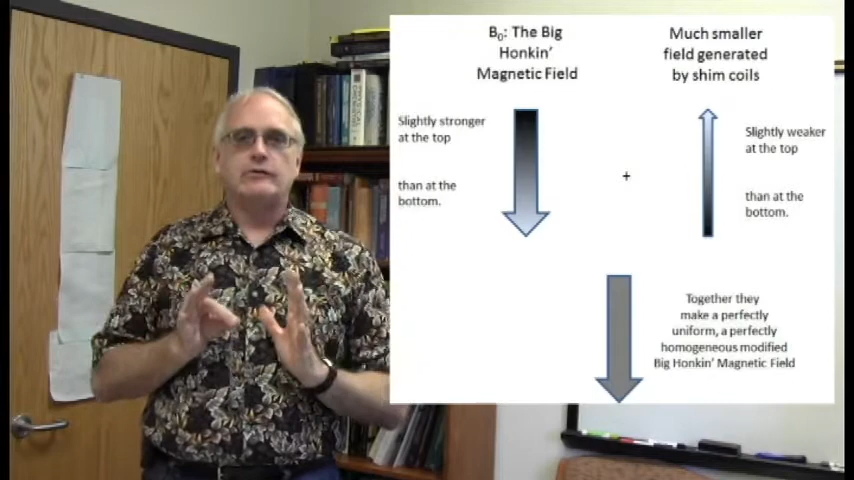 B₀: The Big
Honkin'
Magnetic Field
Much smaller
field generated
by shim coils
Slightly stronger
at the top
than at the
bottom.
+
Slightly weaker
at the top
than at the
bottom.
Together they
make a perfectly
uniform, a perfectly
homogeneous modified
Big Honkin' Magnetic Field